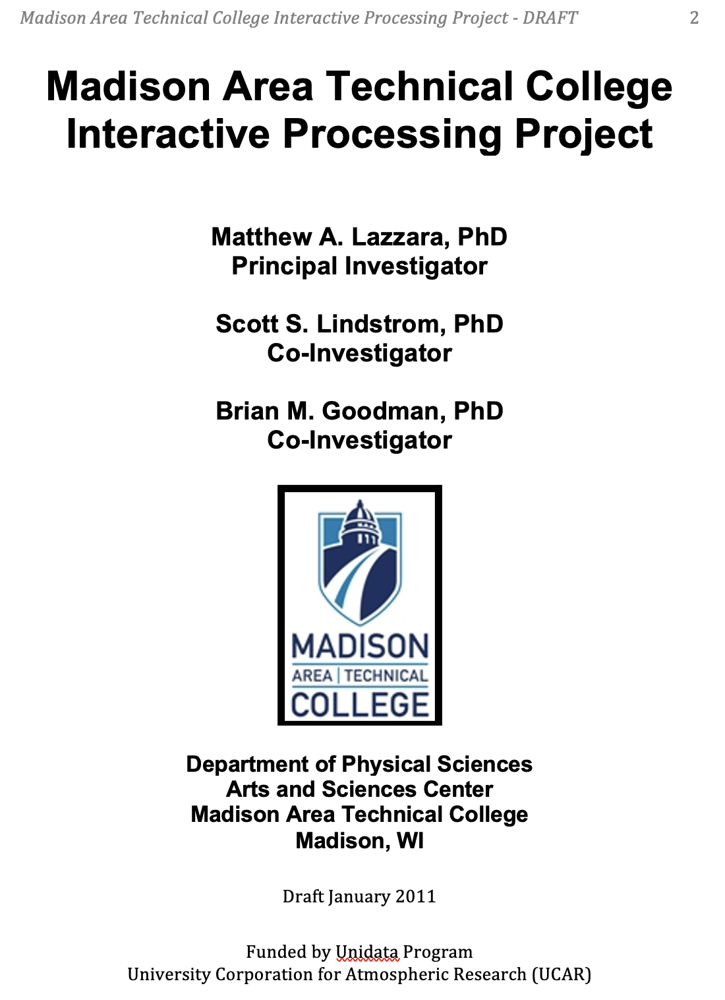 Madison Area Technical College Interactive Processing Project - DRAFT 2
Madison Area Technical College
Interactive Processing Project
Matthew A. Lazzara, PhD
Principal Investigator
Scott S. Lindstrom, PhD
Co-Investigator
Brian M. Goodman, PhD
Co-Investigator
MADISON
AREA | TECHNICAL
COLLEGE
Department of Physical Sciences
Arts and Sciences Center
Madison Area Technical College
Madison, WI
Draft January 2011
Funded by Unidata Program
University Corporation for Atmospheric Research (UCAR)